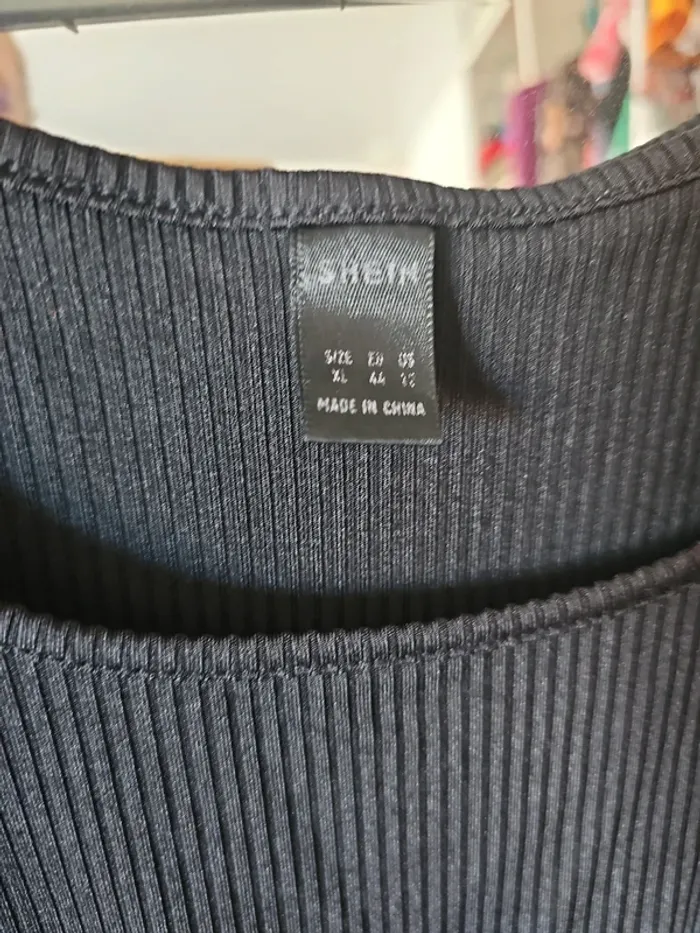 SHEIN
SIZE EU US
XL 44 12
MADE IN CHINA